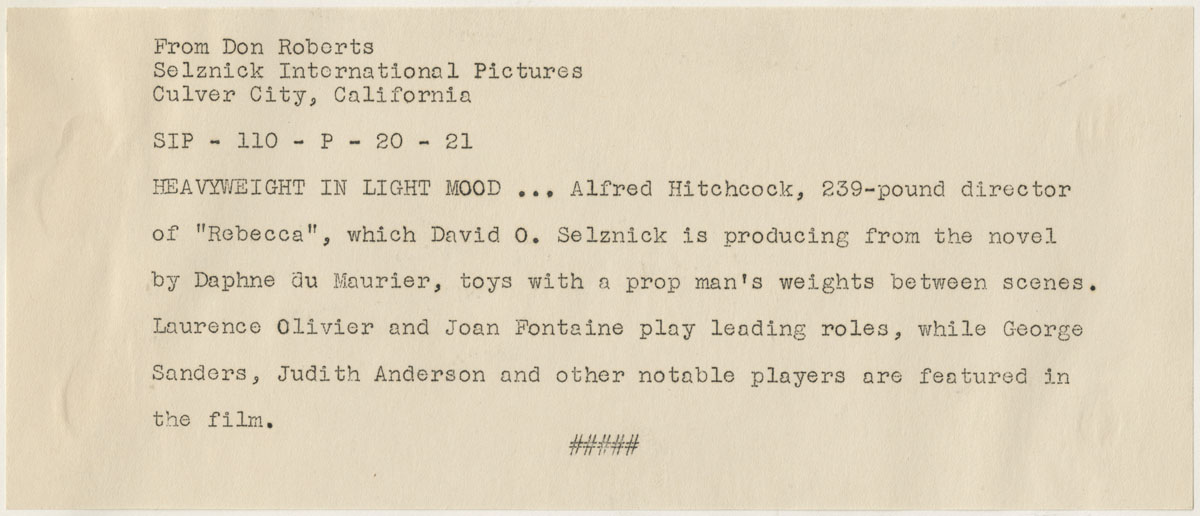 From Don Roberts
Selznick International Pictures
Culver City, California
SIP - 110 - P - 20 - 21
HEAVYWEIGHT IN LIGHT MOOD ... Alfred Hitchcock, 239-pound director
of "Rebecca", which David O. Selznick is producing from the novel
by Daphne du Maurier, toys with a prop man's weights between scenes.
Laurence Olivier and Joan Fontaine play leading roles, while George
Sanders, Judith Anderson and other notable players are featured in
the film.
#####